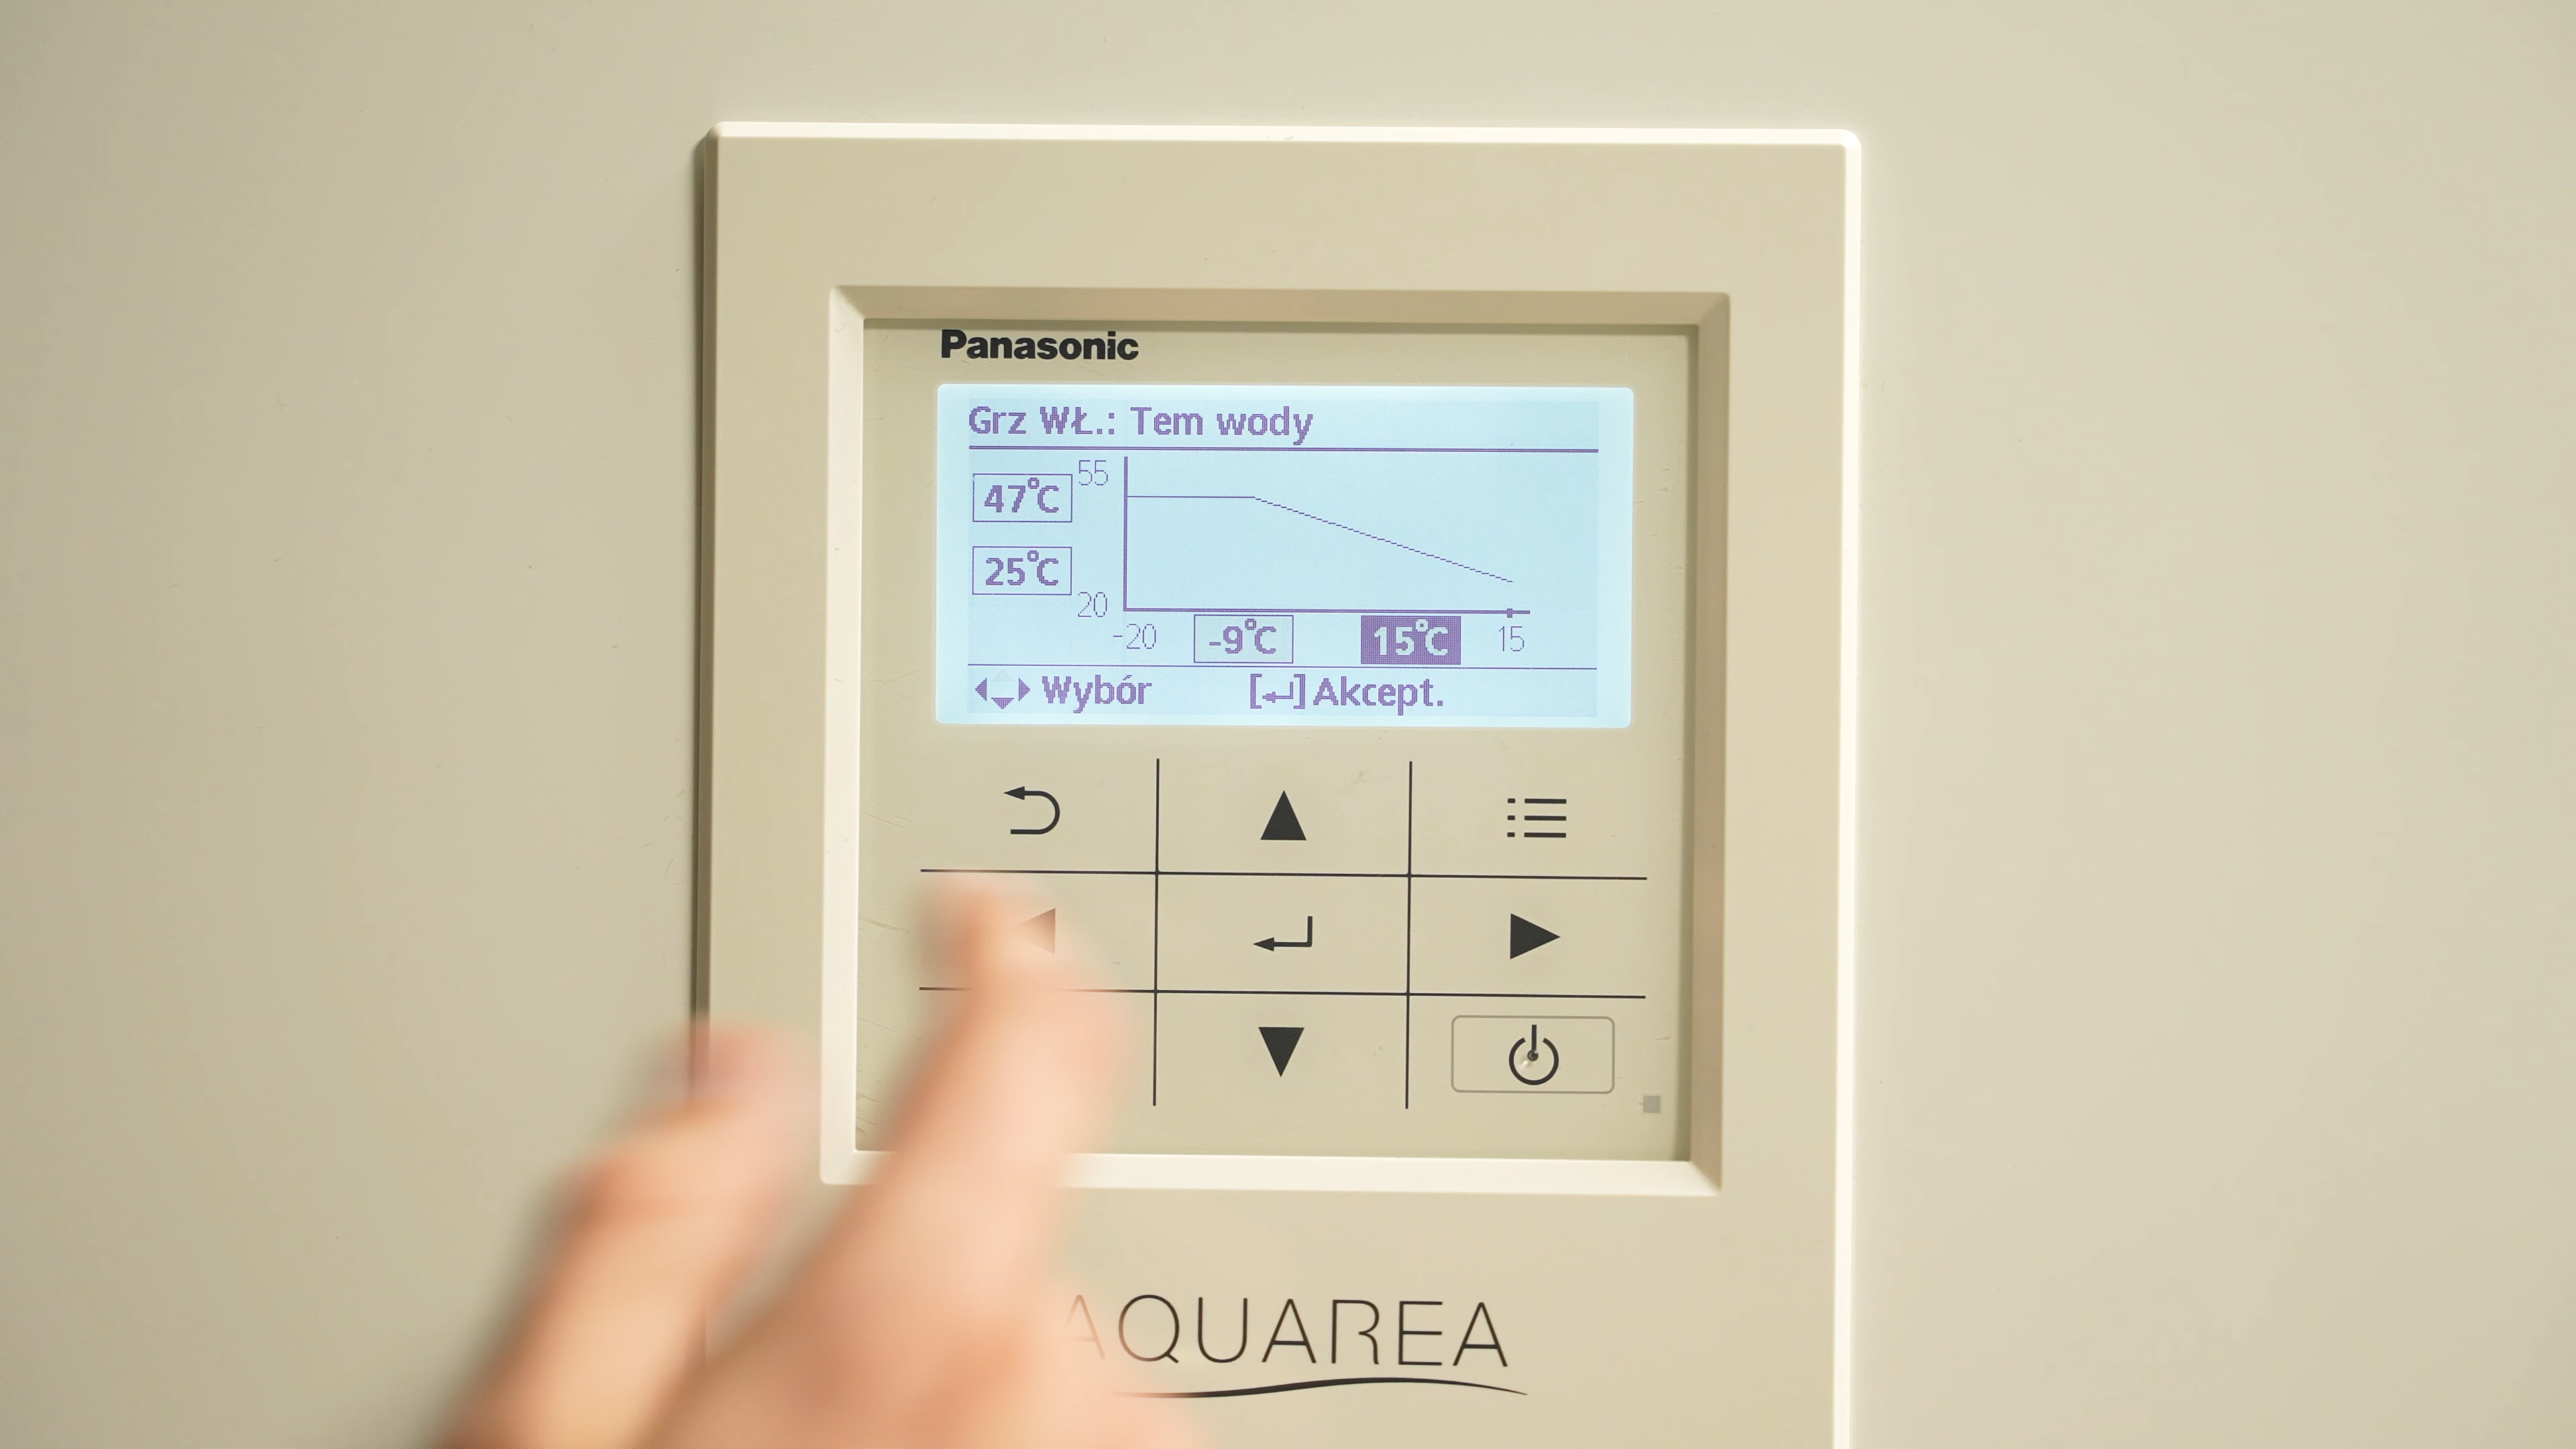 Panasonic
Grz WŁ.: Tem wody
55
47°C
25°C
20
-20 -9°C 15°C 15
Wybór [↵] Akcept.
AQUAREA